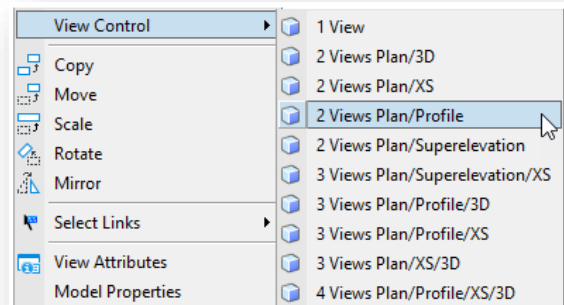 View Control
Copy
Move
Scale
Rotate
Mirror
Select Links
View Attributes
Model Properties
1 View
2 Views Plan/3D
2 Views Plan/XS
2 Views Plan/Profile
2 Views Plan/Superelevation
3 Views Plan/Superelevation/XS
3 Views Plan/Profile/3D
3 Views Plan/Profile/XS
3 Views Plan/XS/3D
4 Views Plan/Profile/XS/3D